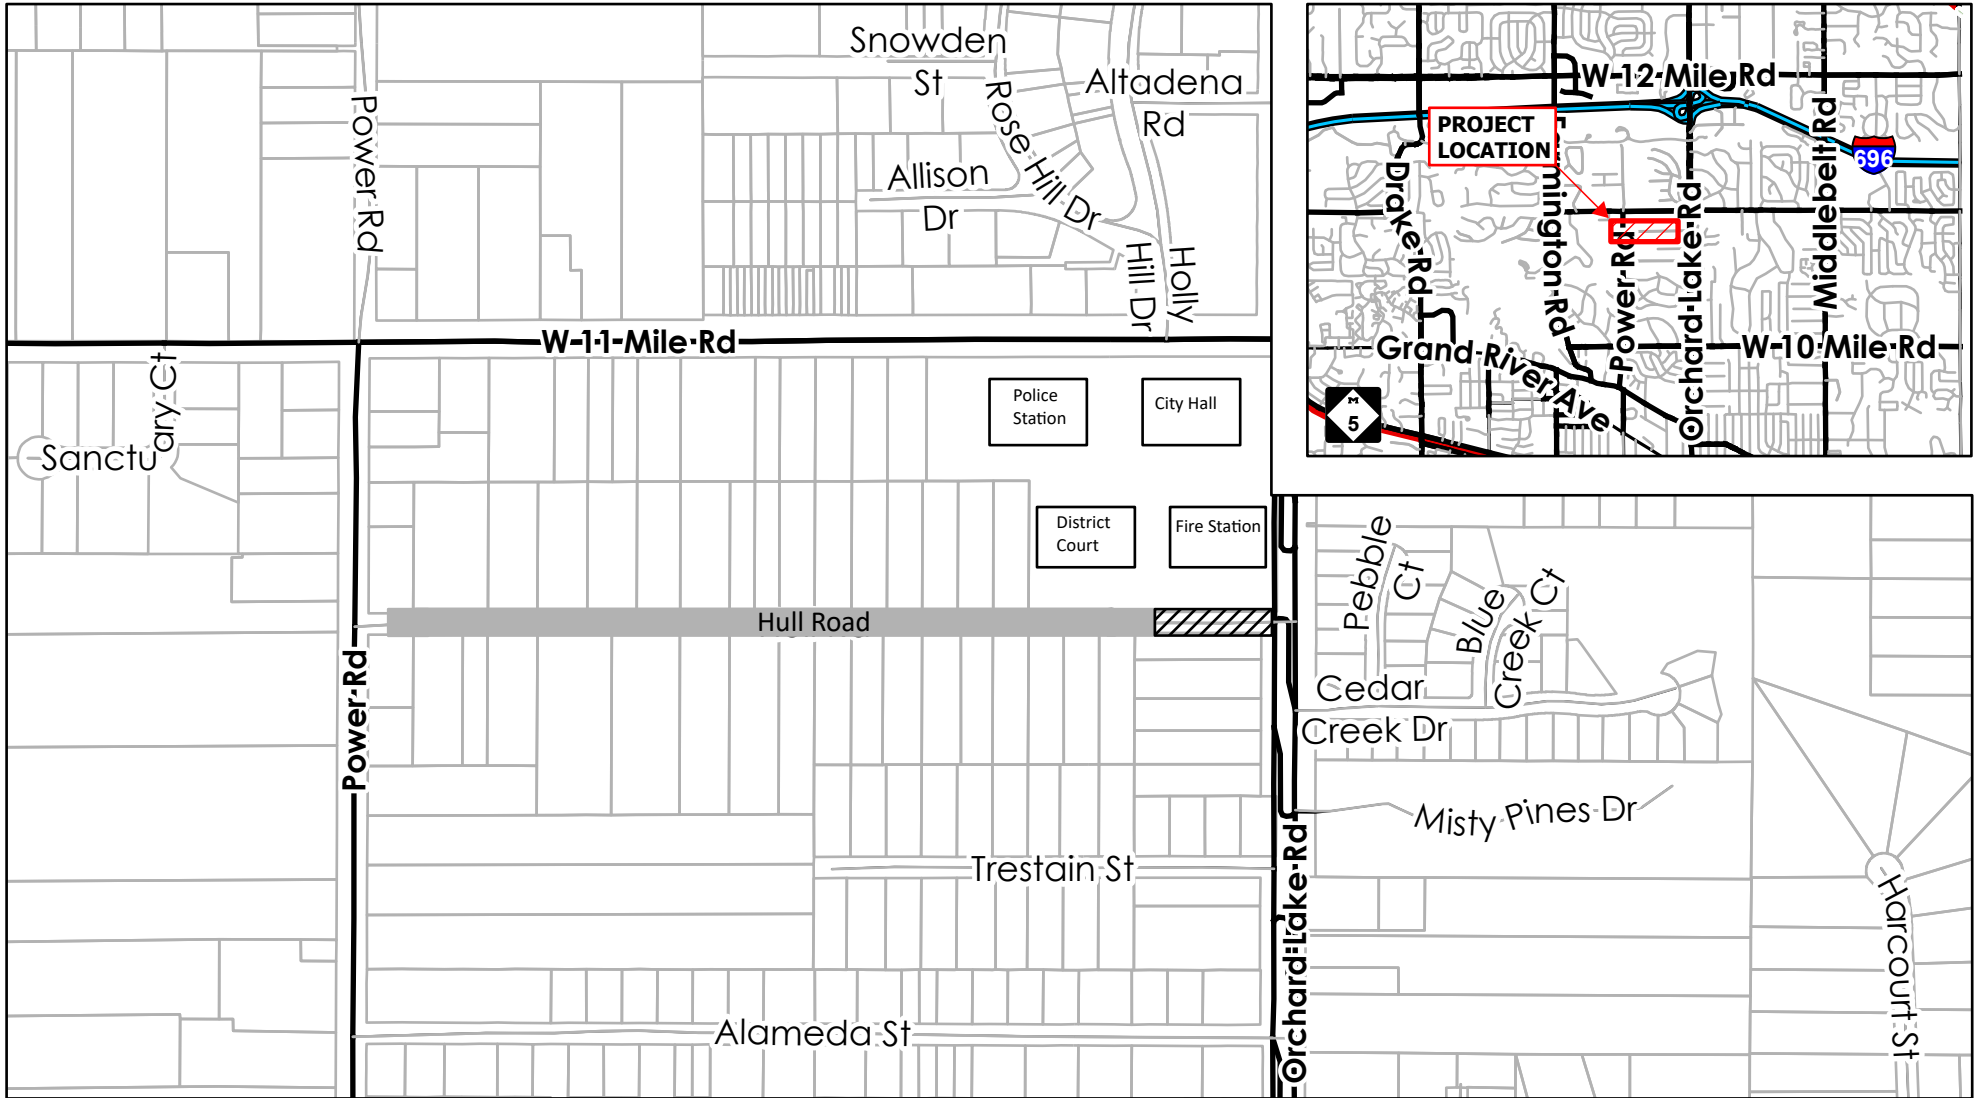 Snowden
St
Altadena
Rd
Rose Hill Dr
Power Rd
Allison
Dr
Holly
Hill Dr
W 11 Mile Rd
Sanctuary Ct
Police
Station
City Hall
District
Court
Fire Station
Hull Road
Power Rd
Trestain St
Alameda St
Orchard Lake Rd
Pebble
Ct
Blue
Creek Ct
Cedar
Creek Dr
Misty Pines Dr
Harcourt St
W 12 Mile Rd
PROJECT
LOCATION
696
Drake Rd
mington Rd
Power Rd
Orchard Lake Rd
Middlebelt Rd
Grand River Ave
W 10 Mile Rd
M
5